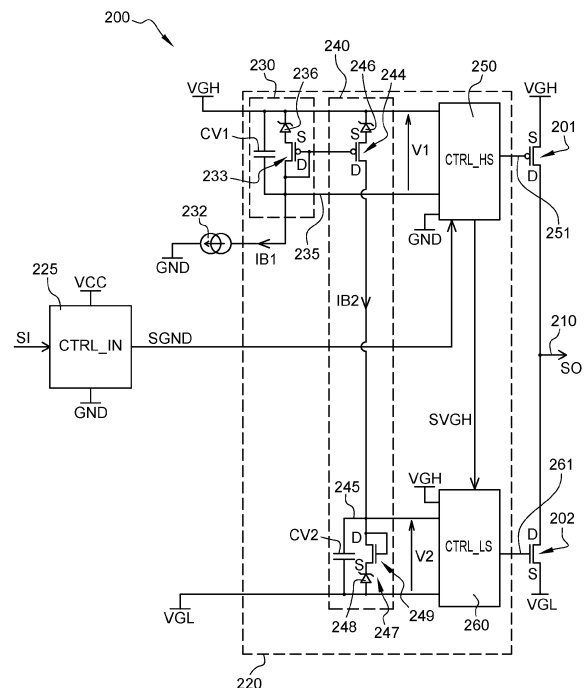 200
230
240
246
250
VGH
236
244
VGH
S
S
CV1
V1
CTRL_HS
S
201
D
D
D
233
251
232
235
GND
GND
IB1
225
VCC
IB2
210
SI
CTRL_IN
SGND
SO
GND
SVGH
VGH
261
245
CV2
D
V2
CTRL_LS
D
202
S
S
VGL
248
247
249
260
VGL
220